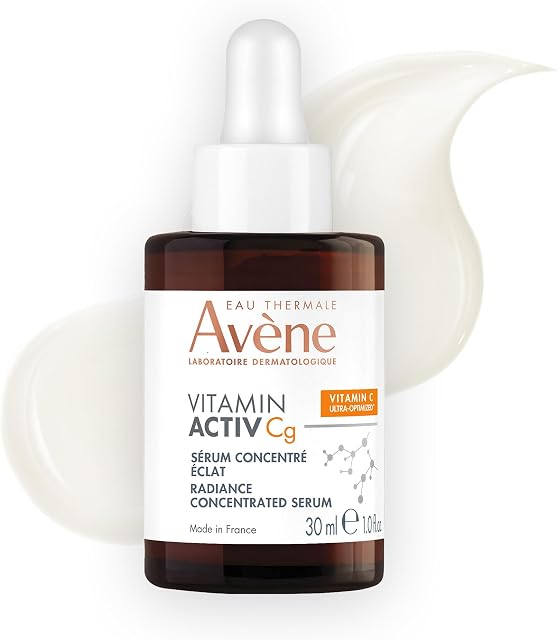 EAU THERMALE
Avène
LABORATOIRE DERMATOLOGIQUE
VITAMIN
ACTIV Cg
VITAMIN C
ULTRA-OPTIMIZED*
SÉRUM CONCENTRÉ
ÉCLAT
RADIANCE
CONCENTRATED SERUM
Made in France
30 ml e 1.0 fl.oz